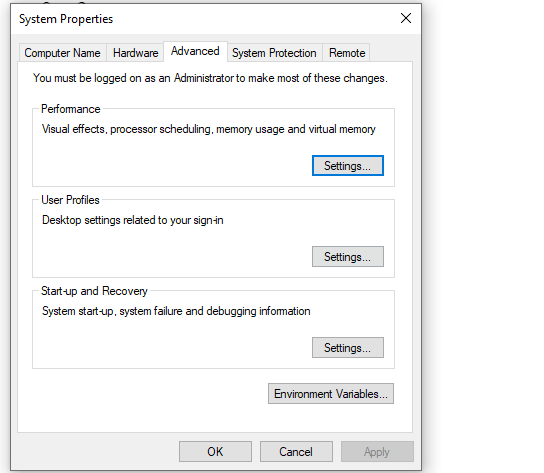 System Properties
Computer Name Hardware Advanced System Protection Remote
You must be logged on as an Administrator to make most of these changes.
Performance
Visual effects, processor scheduling, memory usage and virtual memory
Settings...
User Profiles
Desktop settings related to your sign-in
Settings...
Start-up and Recovery
System start-up, system failure and debugging information
Settings...
Environment Variables...
OK Cancel Apply